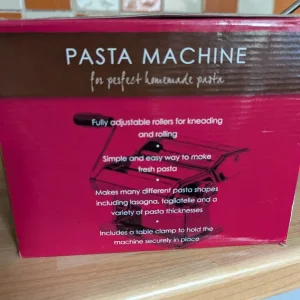 PASTA MACHINE
for perfect homemade pasta
Fully adjustable rollers for kneading
and rolling
•
Simple and easy way to make
fresh pasta
•
Makes many different pasta shapes
including lasagna, tagliatelle and a
variety of pasta thicknesses
•
Includes a table clamp to hold the
machine securely in place